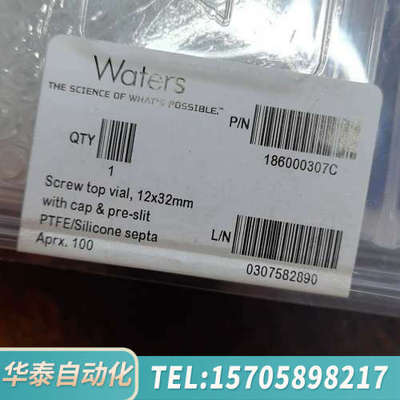 Waters
THE SCIENCE OF WHAT'S POSSIBLE.™
P/N
186000307C
QTY
1
Screw top vial, 12x32mm
with cap & pre-slit
PTFE/Silicone septa
Aprx. 100
L/N
0307582890
华泰自动化
TEL:15705898217